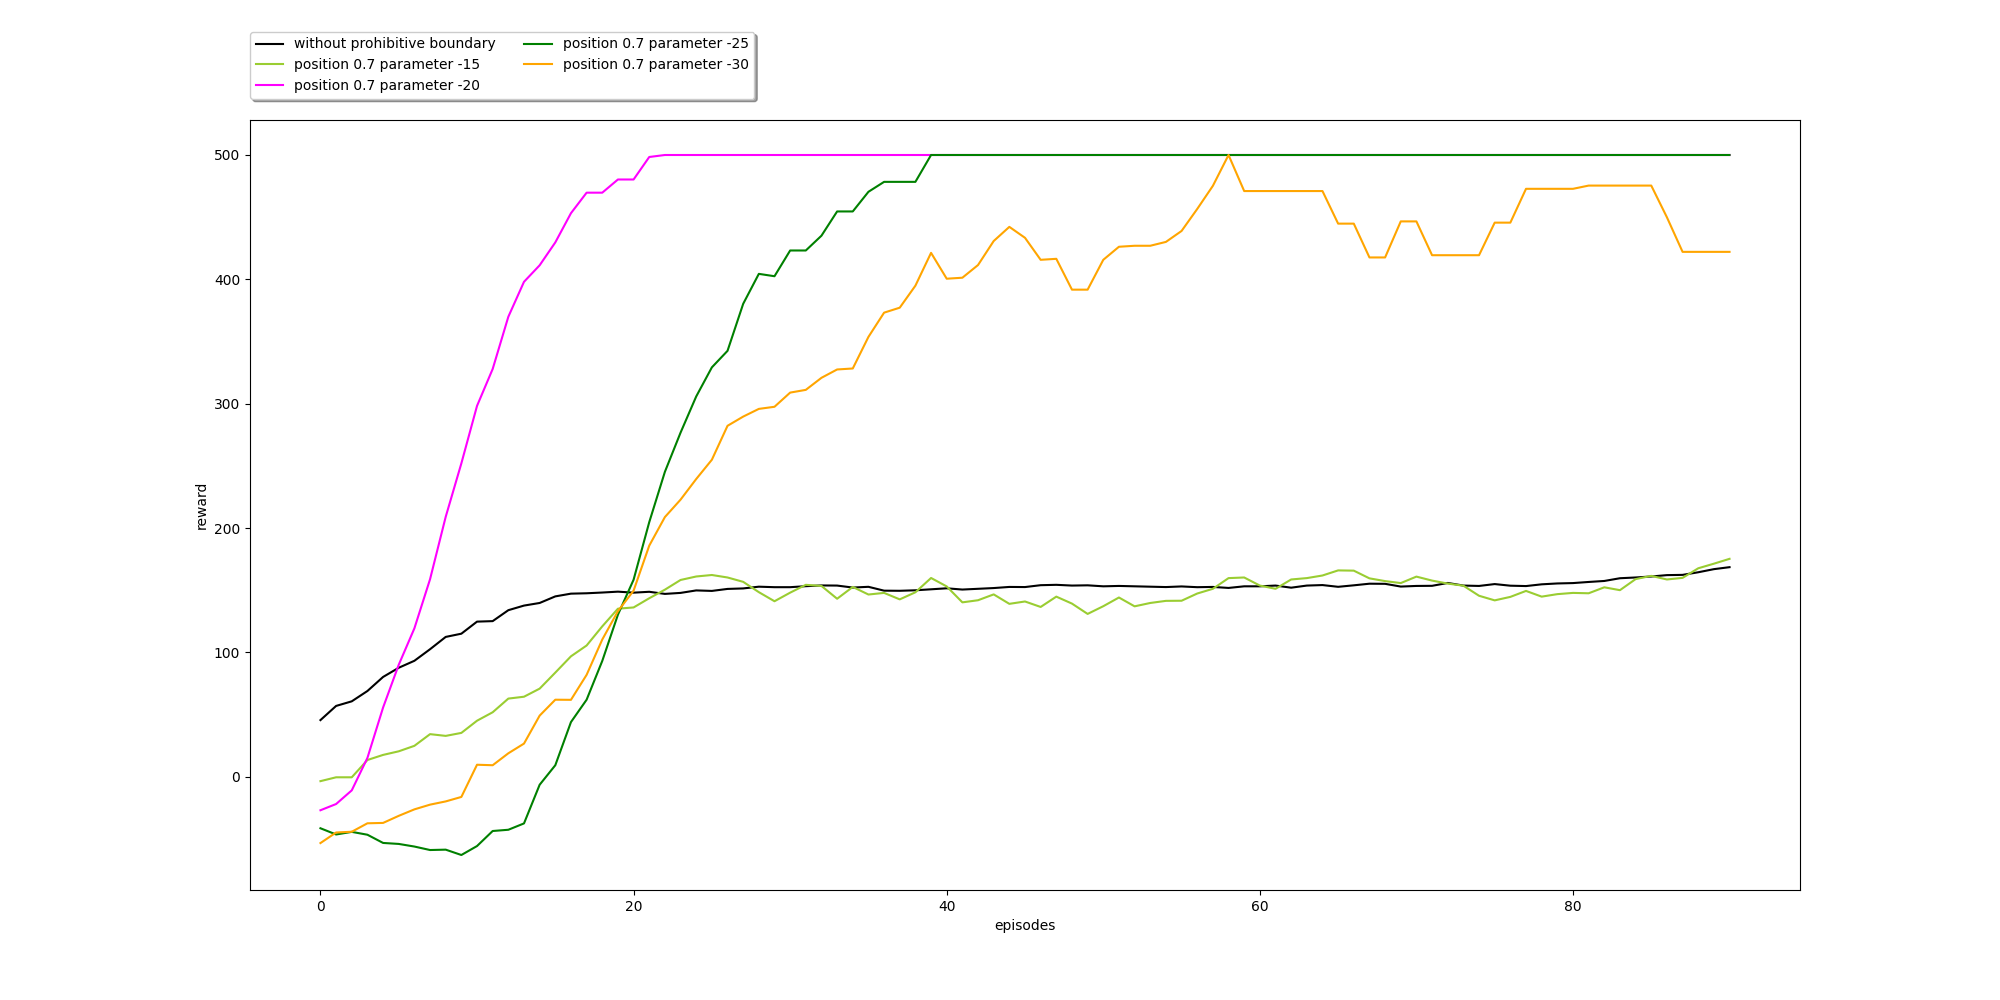 without prohibitive boundary
position 0.7 parameter -15
position 0.7 parameter -20
position 0.7 parameter -25
position 0.7 parameter -30
500
400
300
200
100
0
reward
0 20 40 60 80
episodes